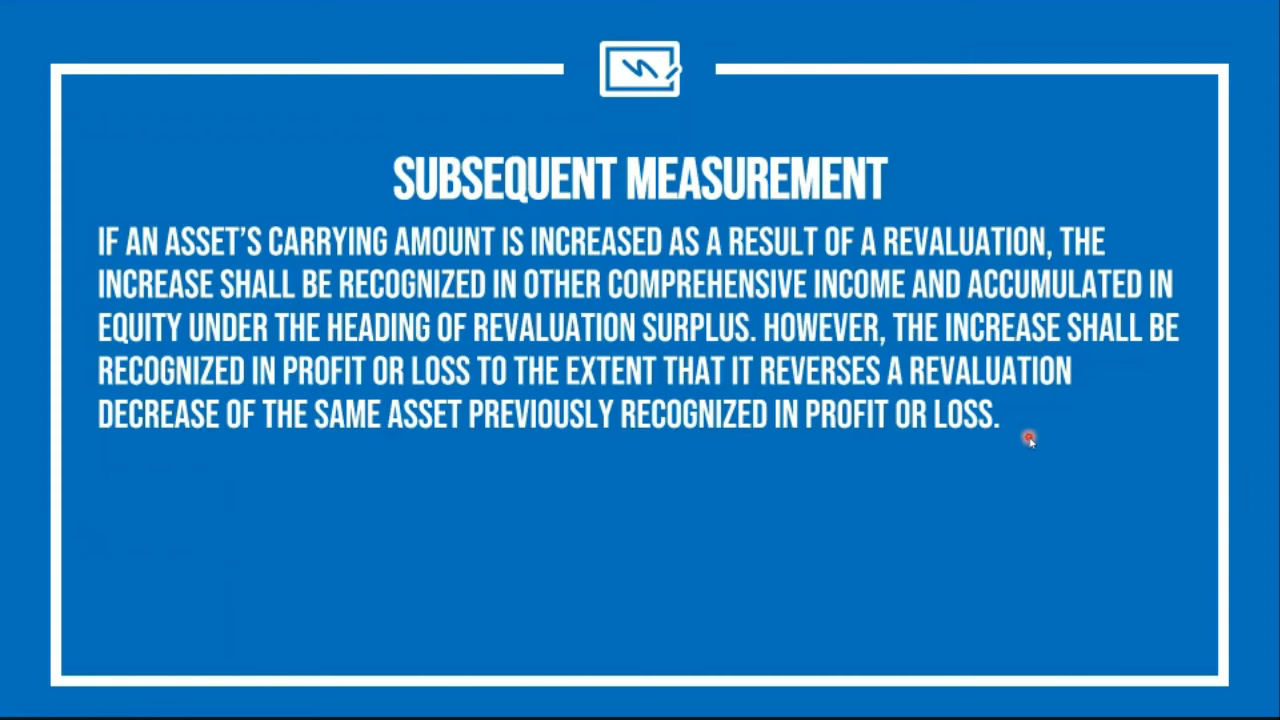 SUBSEQUENT MEASUREMENT
IF AN ASSET'S CARRYING AMOUNT IS INCREASED AS A RESULT OF A REVALUATION, THE
INCREASE SHALL BE RECOGNIZED IN OTHER COMPREHENSIVE INCOME AND ACCUMULATED IN
EQUITY UNDER THE HEADING OF REVALUATION SURPLUS. HOWEVER, THE INCREASE SHALL BE
RECOGNIZED IN PROFIT OR LOSS TO THE EXTENT THAT IT REVERSES A REVALUATION
DECREASE OF THE SAME ASSET PREVIOUSLY RECOGNIZED IN PROFIT OR LOSS.